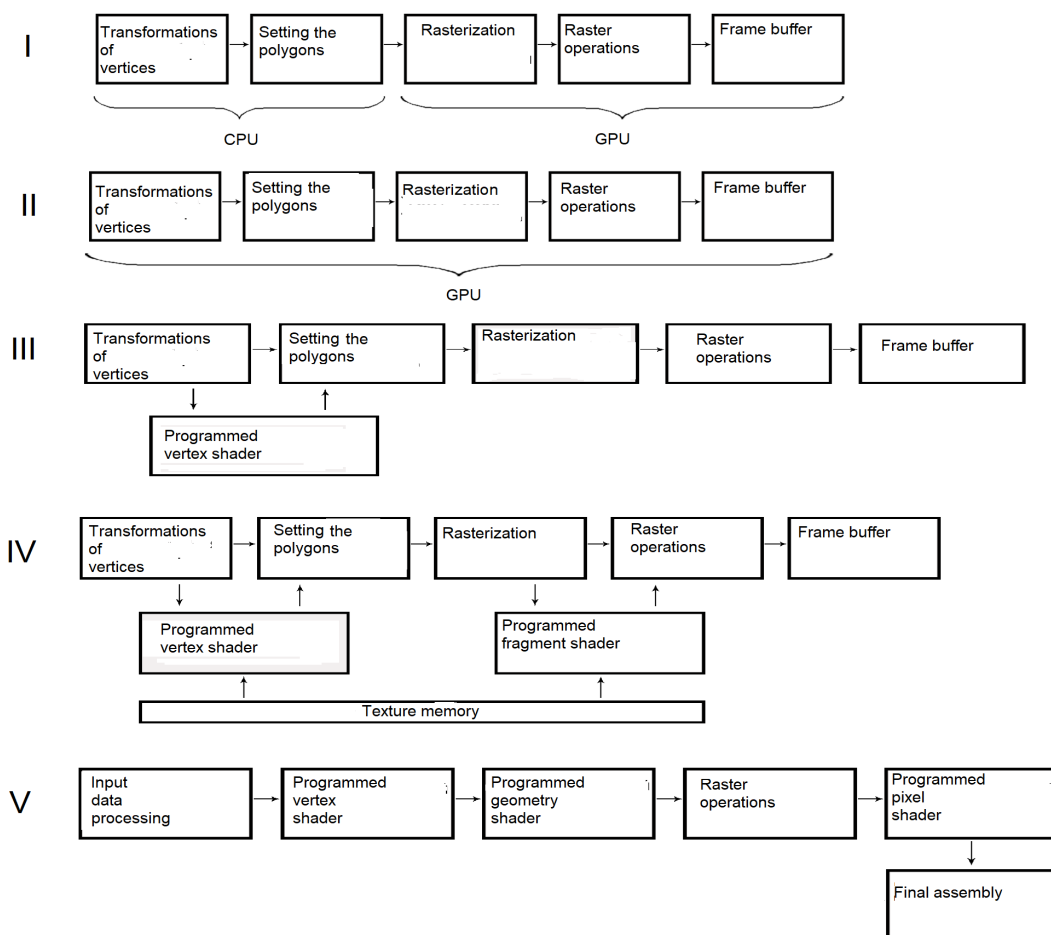 I
Transformations
of
vertices
Setting the
polygons
Rasterization
Raster
operations
Frame buffer
CPU
GPU
II
Transformations
of
vertices
Setting the
polygons
Rasterization
Raster
operations
Frame buffer
GPU
III
Transformations
of
vertices
Setting the
polygons
Rasterization
Raster
operations
Frame buffer
Programmed
vertex shader
IV
Transformations
of
vertices
Setting the
polygons
Rasterization
Raster
operations
Frame buffer
Programmed
vertex shader
Programmed
fragment shader
Texture memory
V
Input
data
processing
Programmed
vertex
shader
Programmed
geometry
shader
Raster
operations
Programmed
pixel
shader
Final assembly